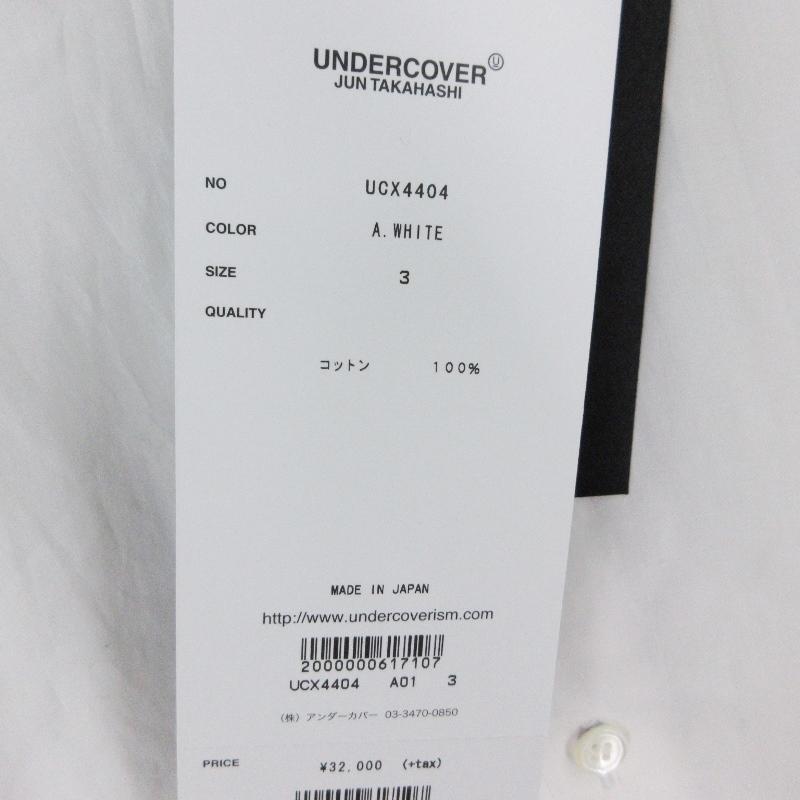 UNDERCOVER Ⓤ
JUN TAKAHASHI
NO UCX4404
COLOR A.WHITE
SIZE 3
QUALITY
コットン 100%
MADE IN JAPAN
http://www.undercoverism.com
2000000617107
UCX4404 A01 3
(株) アンダーカバー 03-3470-0850
PRICE ¥32,000 (+tax)